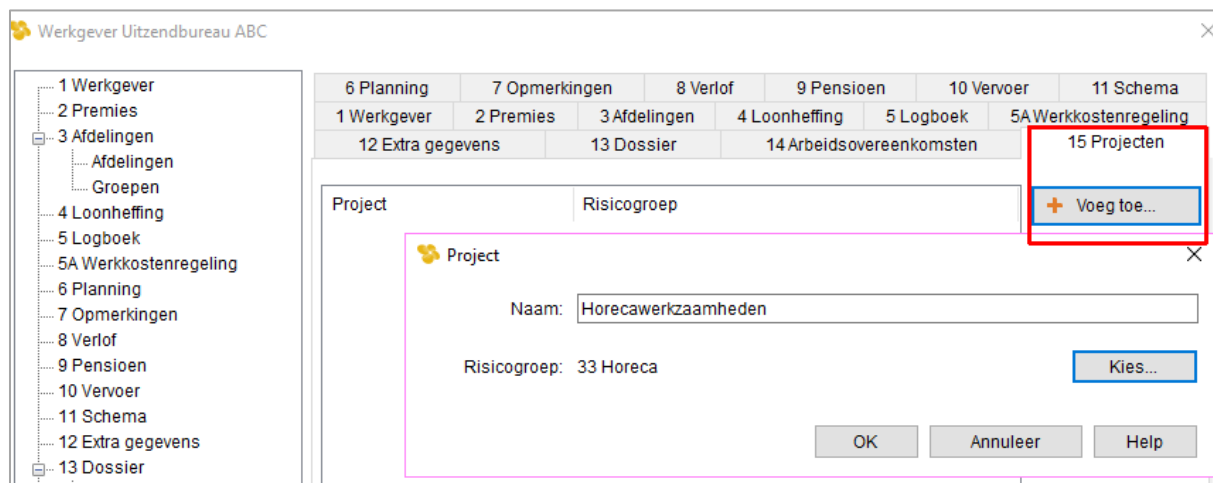 Werkgever Uitzendbureau ABC
1 Werkgever
2 Premies
3 Afdelingen
Afdelingen
Groepen
4 Loonheffing
5 Logboek
5A Werkkostenregeling
6 Planning
7 Opmerkingen
8 Verlof
9 Pensioen
10 Vervoer
11 Schema
12 Extra gegevens
13 Dossier
6 Planning 7 Opmerkingen 8 Verlof 9 Pensioen 10 Vervoer 11 Schema
1 Werkgever 2 Premies 3 Afdelingen 4 Loonheffing 5 Logboek 5A Werkkostenregeling
12 Extra gegevens 13 Dossier 14 Arbeidsovereenkomsten 15 Projecten
Project Risicogroep Voeg toe...
Project
Naam: Horecawerkzaamheden
Risicogroep: 33 Horeca Kies...
OK Annuleer Help